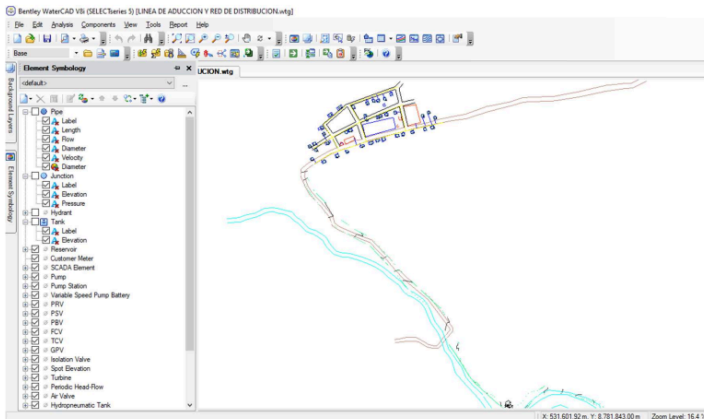 Bentley WaterCAD V8i (SELECTseries 5) [LINEA DE ADUCCION Y RED DE DISTRIBUCION.wtg]
File Edit Analysis Components View Tools Report Help
Base
Element Symbology
UCION.wtg
<default>
Background Layers
Element Symbology
Pipe
Label
Length
Flow
Diameter
Velocity
Diameter
Junction
Label
Elevation
Pressure
Hydrant
Tank
Label
Elevation
Reservoir
Customer Meter
SCADA Element
Pump
Pump Station
Variable Speed Pump Battery
PRV
PSV
PBV
FCV
TCV
GPV
Isolation Valve
Spot Elevation
Turbine
Periodic Head-Flow
Air Valve
Hydropneumatic Tank
X: 531,601.92 m, Y: 8,781,843.00 m Zoom Level: 16.4